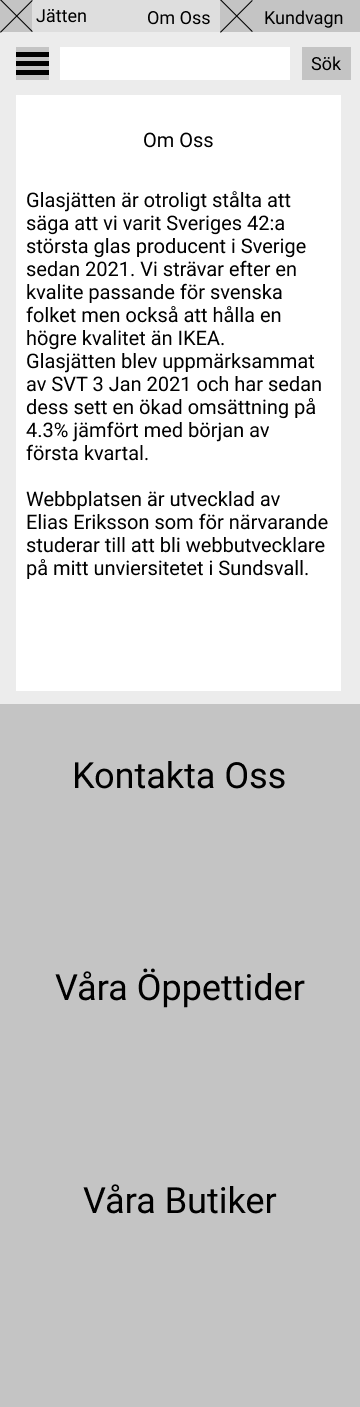 Jätten Om Oss Kundvagn
Sök
Om Oss
Glasjätten är otroligt stålta att
säga att vi varit Sveriges 42:a
största glas producent i Sverige
sedan 2021. Vi strävar efter en
kvalite passande för svenska
folket men också att hålla en
högre kvalitet än IKEA.
Glasjätten blev uppmärksammat
av SVT 3 Jan 2021 och har sedan
dess sett en ökad omsättning på
4.3% jämfört med början av
första kvartal.
Webbplatsen är utvecklad av
Elias Eriksson som för närvarande
studerar till att bli webbutvecklare
på mitt unviersitetet i Sundsvall.
Kontakta Oss
Våra Öppettider
Våra Butiker